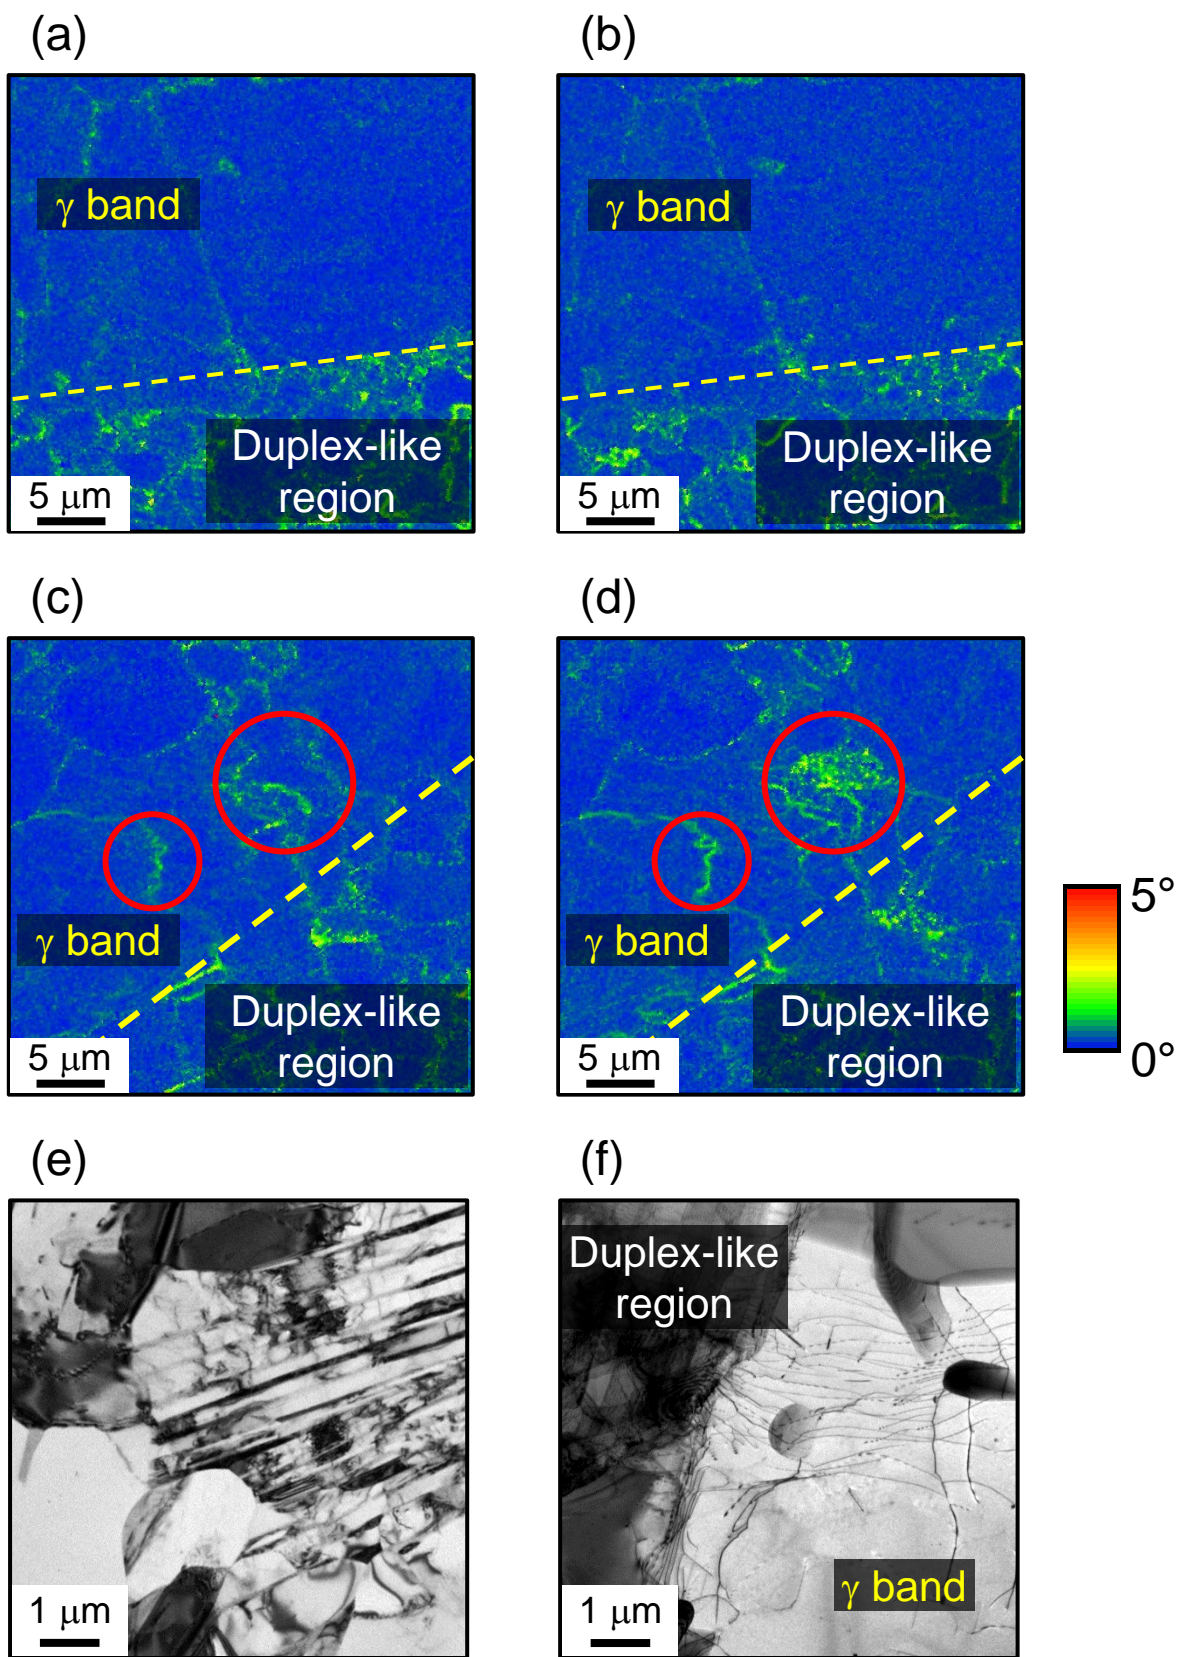 (a)
(b)
γ band
γ band
Duplex-like
region
Duplex-like
region
5 μm
5 μm
(c)
(d)
γ band
γ band
Duplex-like
region
Duplex-like
region
5 μm
5 μm
5°
0°
(e)
(f)
Duplex-like
region
γ band
1 μm
1 μm